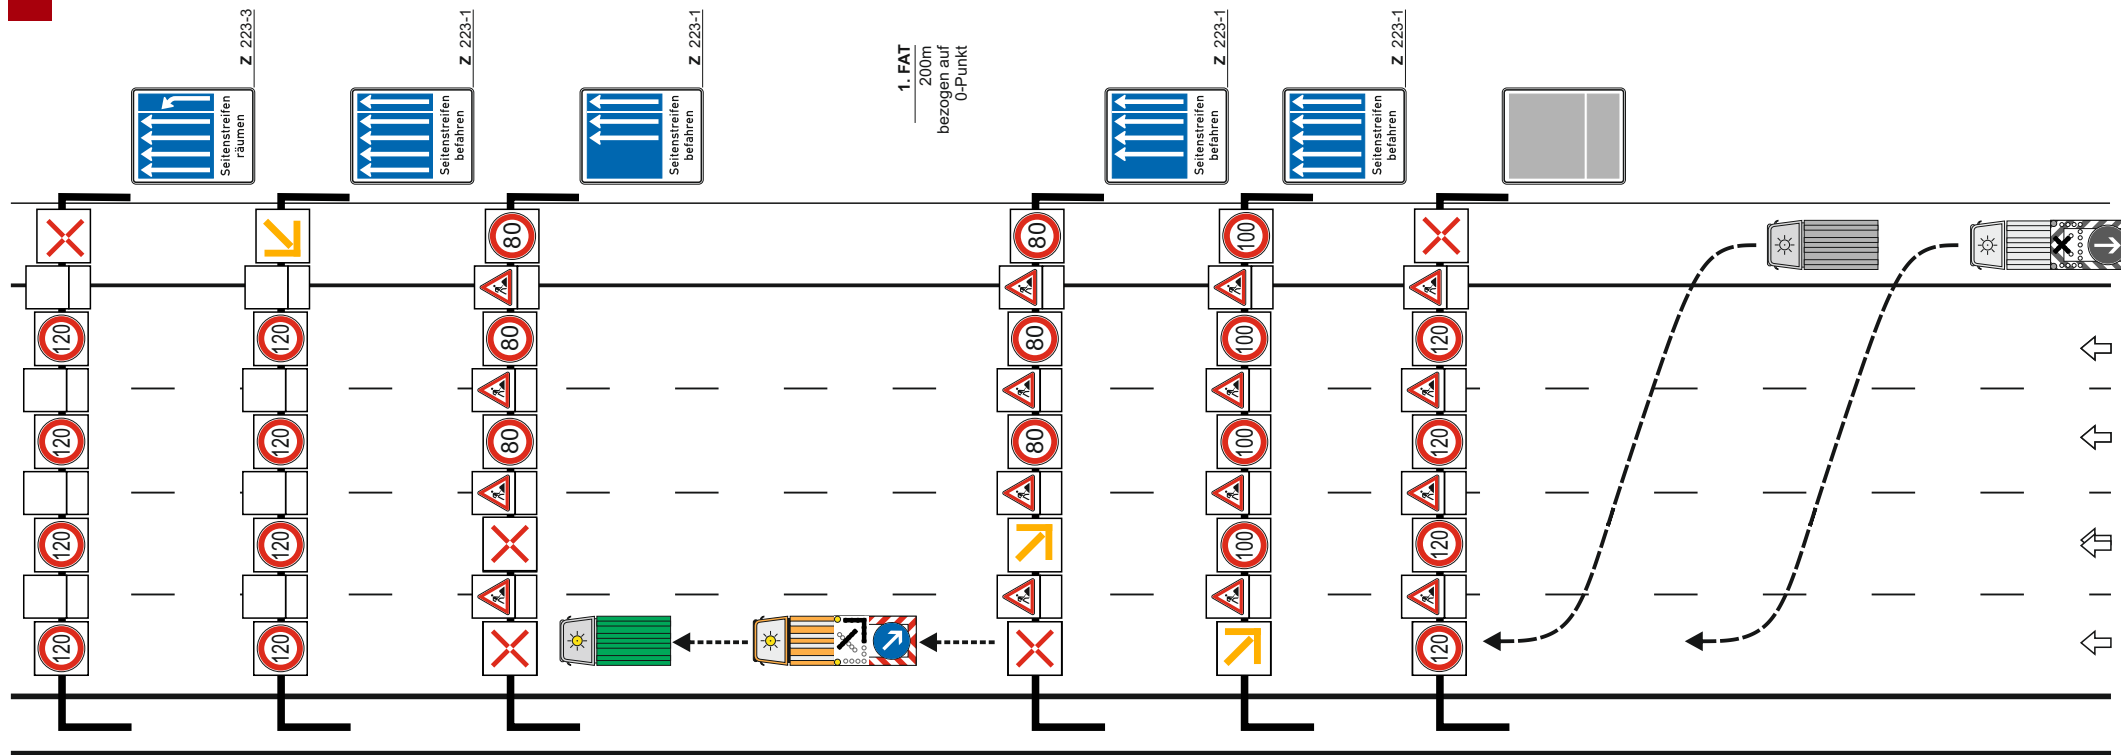 Z 223-3
Seitenstreifen
räumen
Z 223-1
Seitenstreifen
befahren
Z 223-1
Seitenstreifen
befahren
1. FAT
200m
bezogen auf
0-Punkt
Z 223-1
Seitenstreifen
befahren
Z 223-1
Seitenstreifen
befahren
120
120
120
120
120
120
120
120
80
80
80
80
80
80
100
100
100
100
120
120
120
120